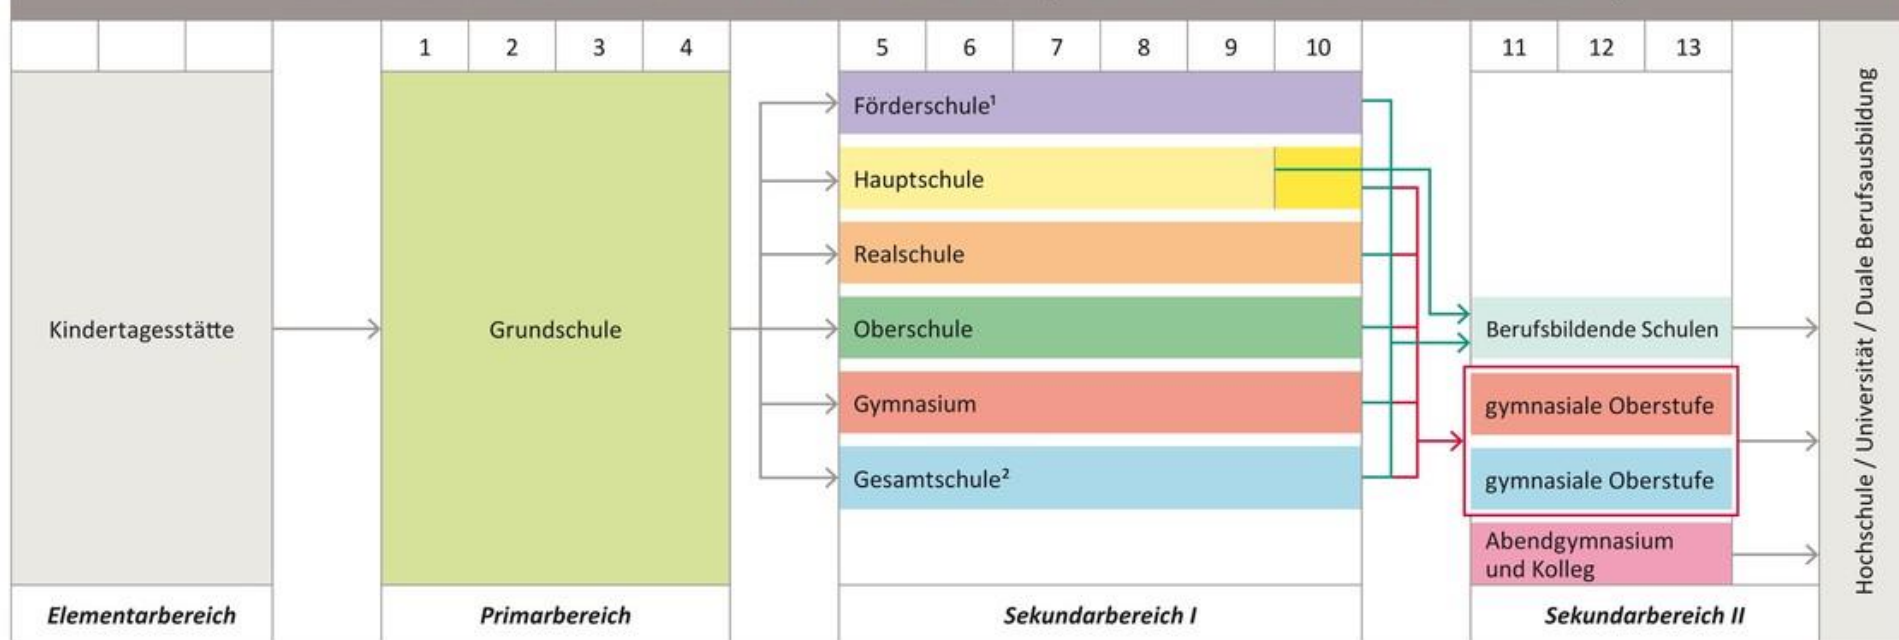 1 2 3 4 5 6 7 8 9 10 11 12 13
Förderschule¹
Hauptschule
Realschule
Kindertagesstätte Grundschule Oberschule Berufsbildende Schulen
Gymnasium gymnasiale Oberstufe
Gesamtschule² gymnasiale Oberstufe
Abendgymnasium
und Kolleg
Elementarbereich Primarbereich Sekundarbereich I Sekundarbereich II
Hochschule / Universität / Duale Berufsausbildung